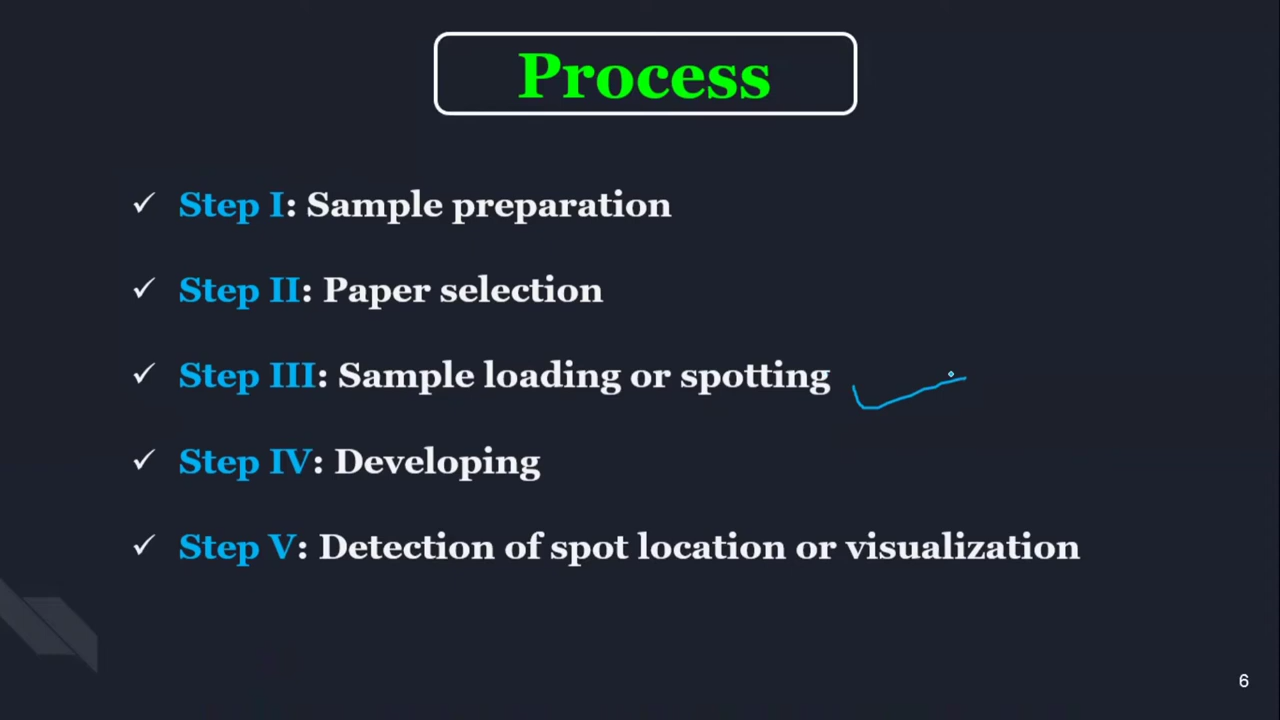 Process
✓ Step I: Sample preparation
✓ Step II: Paper selection
✓ Step III: Sample loading or spotting
✓ Step IV: Developing
✓ Step V: Detection of spot location or visualization
6